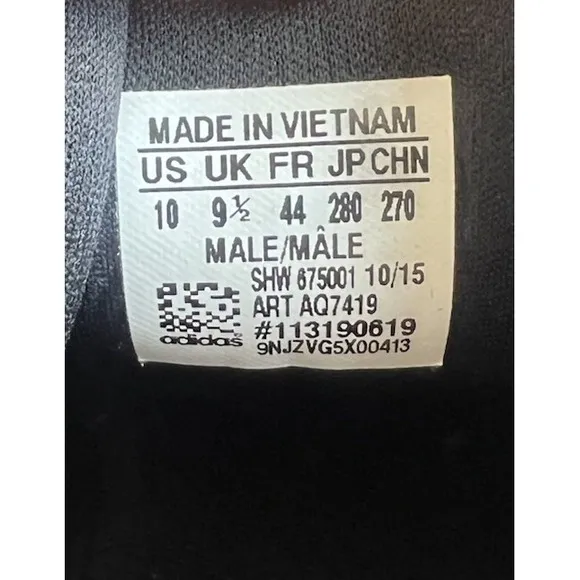 MADE IN VIETNAM
US UK FR JP CHN
10 9½ 44 280 270
MALE/MÂLE
SHW 675001 10/15
ART AQ7419
#113190619
adidas 9NJZVG5X00413